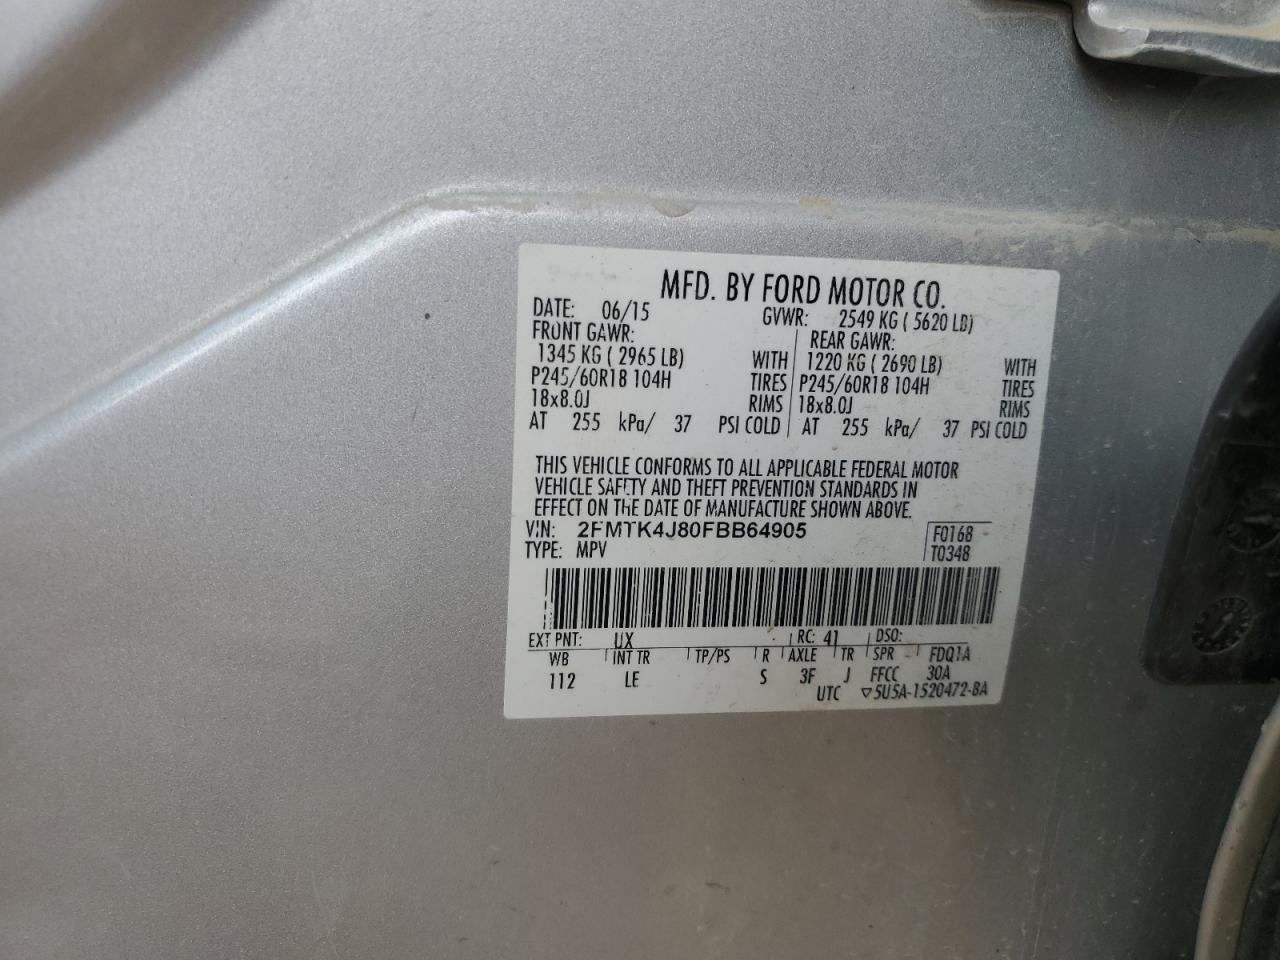 MFD. BY FORD MOTOR CO.
DATE: 06/15 GVWR: 2549 KG ( 5620 LB)
FRONT GAWR: REAR GAWR:
1345 KG ( 2965 LB) WITH 1220 KG ( 2690 LB) WITH
P245/60R18 104H TIRES P245/60R18 104H TIRES
18x8.0J RIMS 18x8.0J RIMS
AT 255 kPa/ 37 PSI COLD AT 255 kPa/ 37 PSI COLD
THIS VEHICLE CONFORMS TO ALL APPLICABLE FEDERAL MOTOR
VEHICLE SAFETY AND THEFT PREVENTION STANDARDS IN
EFFECT ON THE DATE OF MANUFACTURE SHOWN ABOVE.
VIN: 2FMTK4J80FBB64905 F0168
TYPE: MPV T0348
EXT PNT: UX RC: 41 DSO:
WB INT TR TP/PS R AXLE TR SPR FDQ1A
112 LE S 3F J FFCC 30A
UTC ▽5U5A-1520472-BA